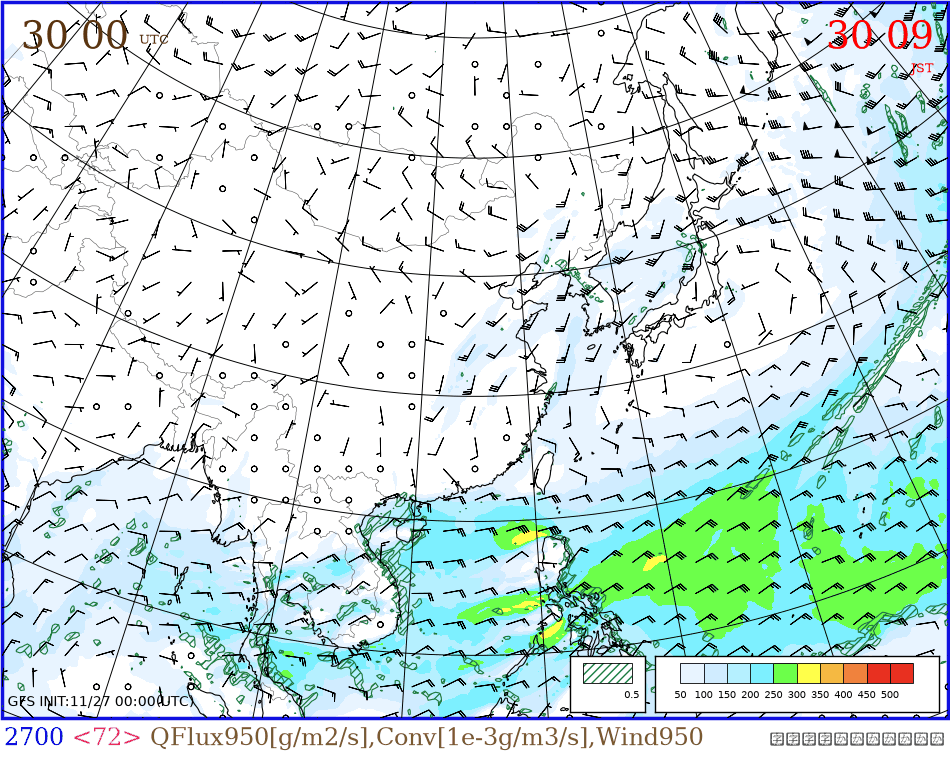 30 00 UTC
30 09
JST
0.5
50 100 150 200 250 300 350 400 450 500
GFS INIT:11/27 00:00(UTC)
2700 <72> QFlux950[g/m2/s],Conv[1e-3g/m3/s],Wind950